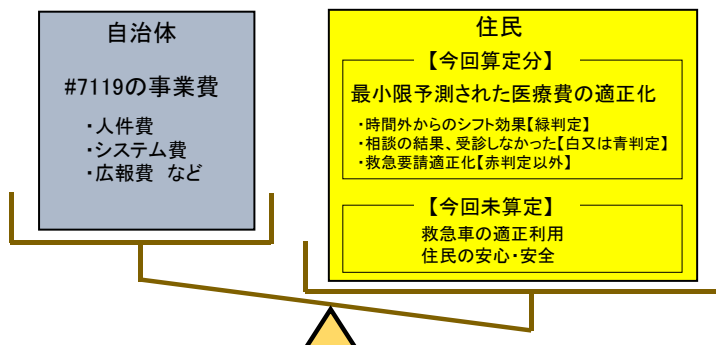 自治体
#7119の事業費
・人件費
・システム費
・広報費 など
住民
【今回算定分】
最小限予測された医療費の適正化
・時間外からのシフト効果【緑判定】
・相談の結果、受診しなかった【白又は青判定】
・救急要請適正化【赤判定以外】
【今回未算定】
救急車の適正利用
住民の安心・安全